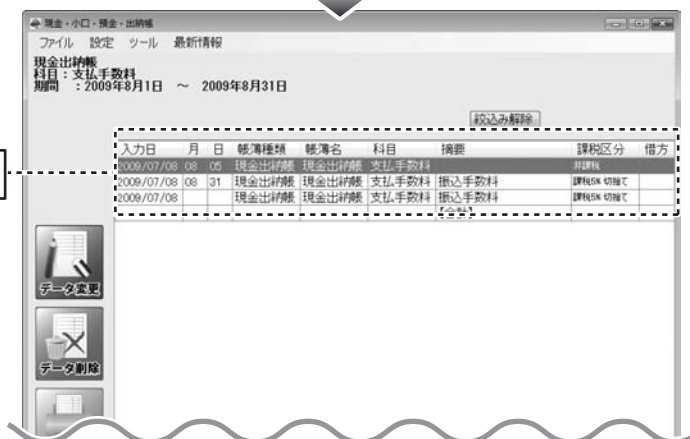 現金・小口・預金・出納帳
ファイル 設定 ツール 最新情報
現金出納帳
科目：支払手数料
期間 ：2009年8月1日 ～ 2009年8月31日
絞込み解除
入力日 月 日 帳簿種類 帳簿名 科目 摘要 課税区分 借方
2009/07/08 08 05 現金出納帳 現金出納帳 支払手数料 非課税
2009/07/08 08 31 現金出納帳 現金出納帳 支払手数料 振込手数料 課税5% 切捨て
2009/07/08 現金出納帳 現金出納帳 支払手数料 振込手数料 課税5% 切捨て
【合計】
データ変更
データ削除